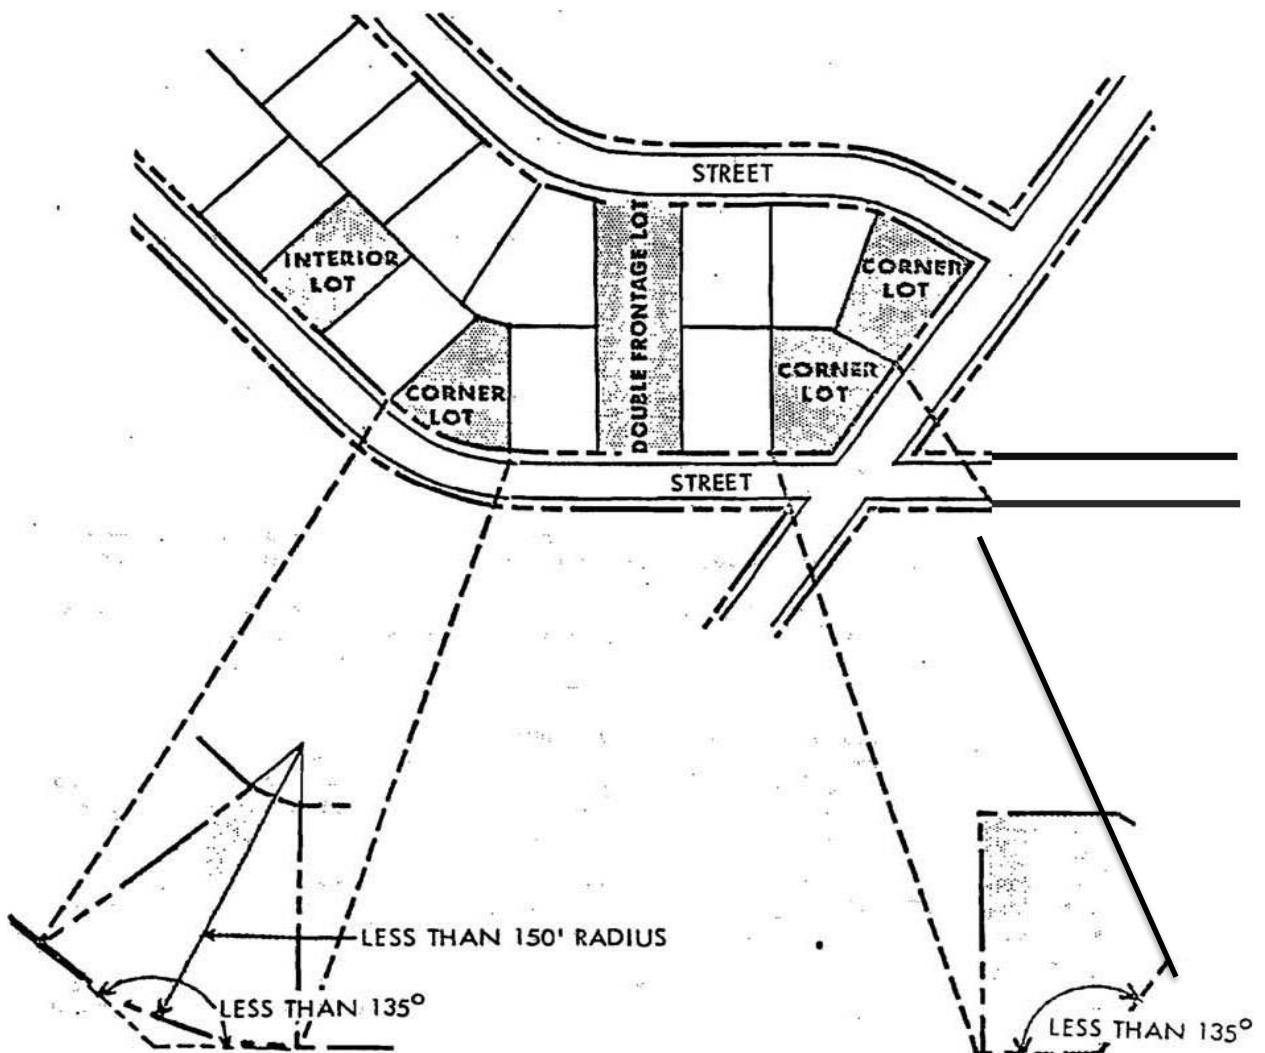 STREET
INTERIOR
LOT
DOUBLE FRONTAGE LOT
CORNER
LOT
CORNER
LOT
CORNER
LOT
STREET
LESS THAN 150' RADIUS
LESS THAN 135°
LESS THAN 135°